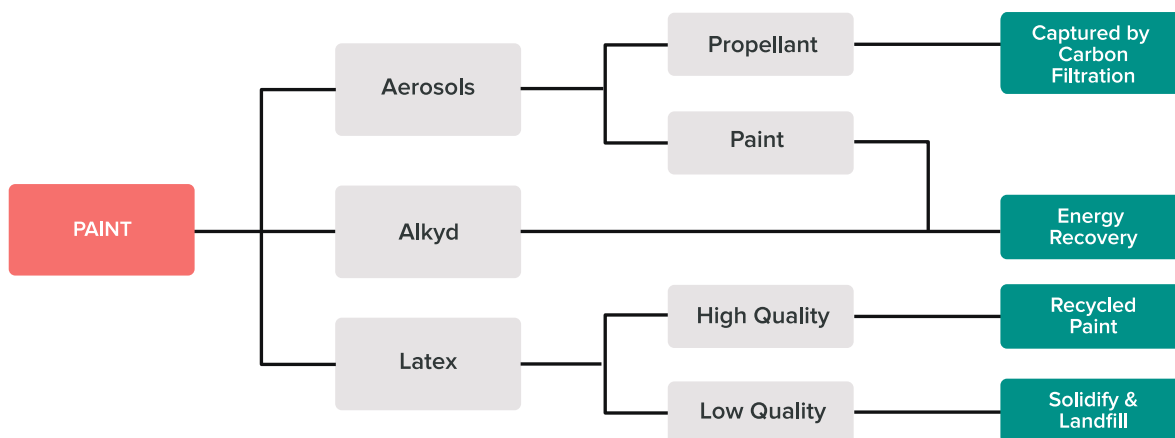 PAINT
Aerosols
Alkyd
Latex
Propellant
Paint
High Quality
Low Quality
Captured by
Carbon
Filtration
Energy
Recovery
Recycled
Paint
Solidify &
Landfill